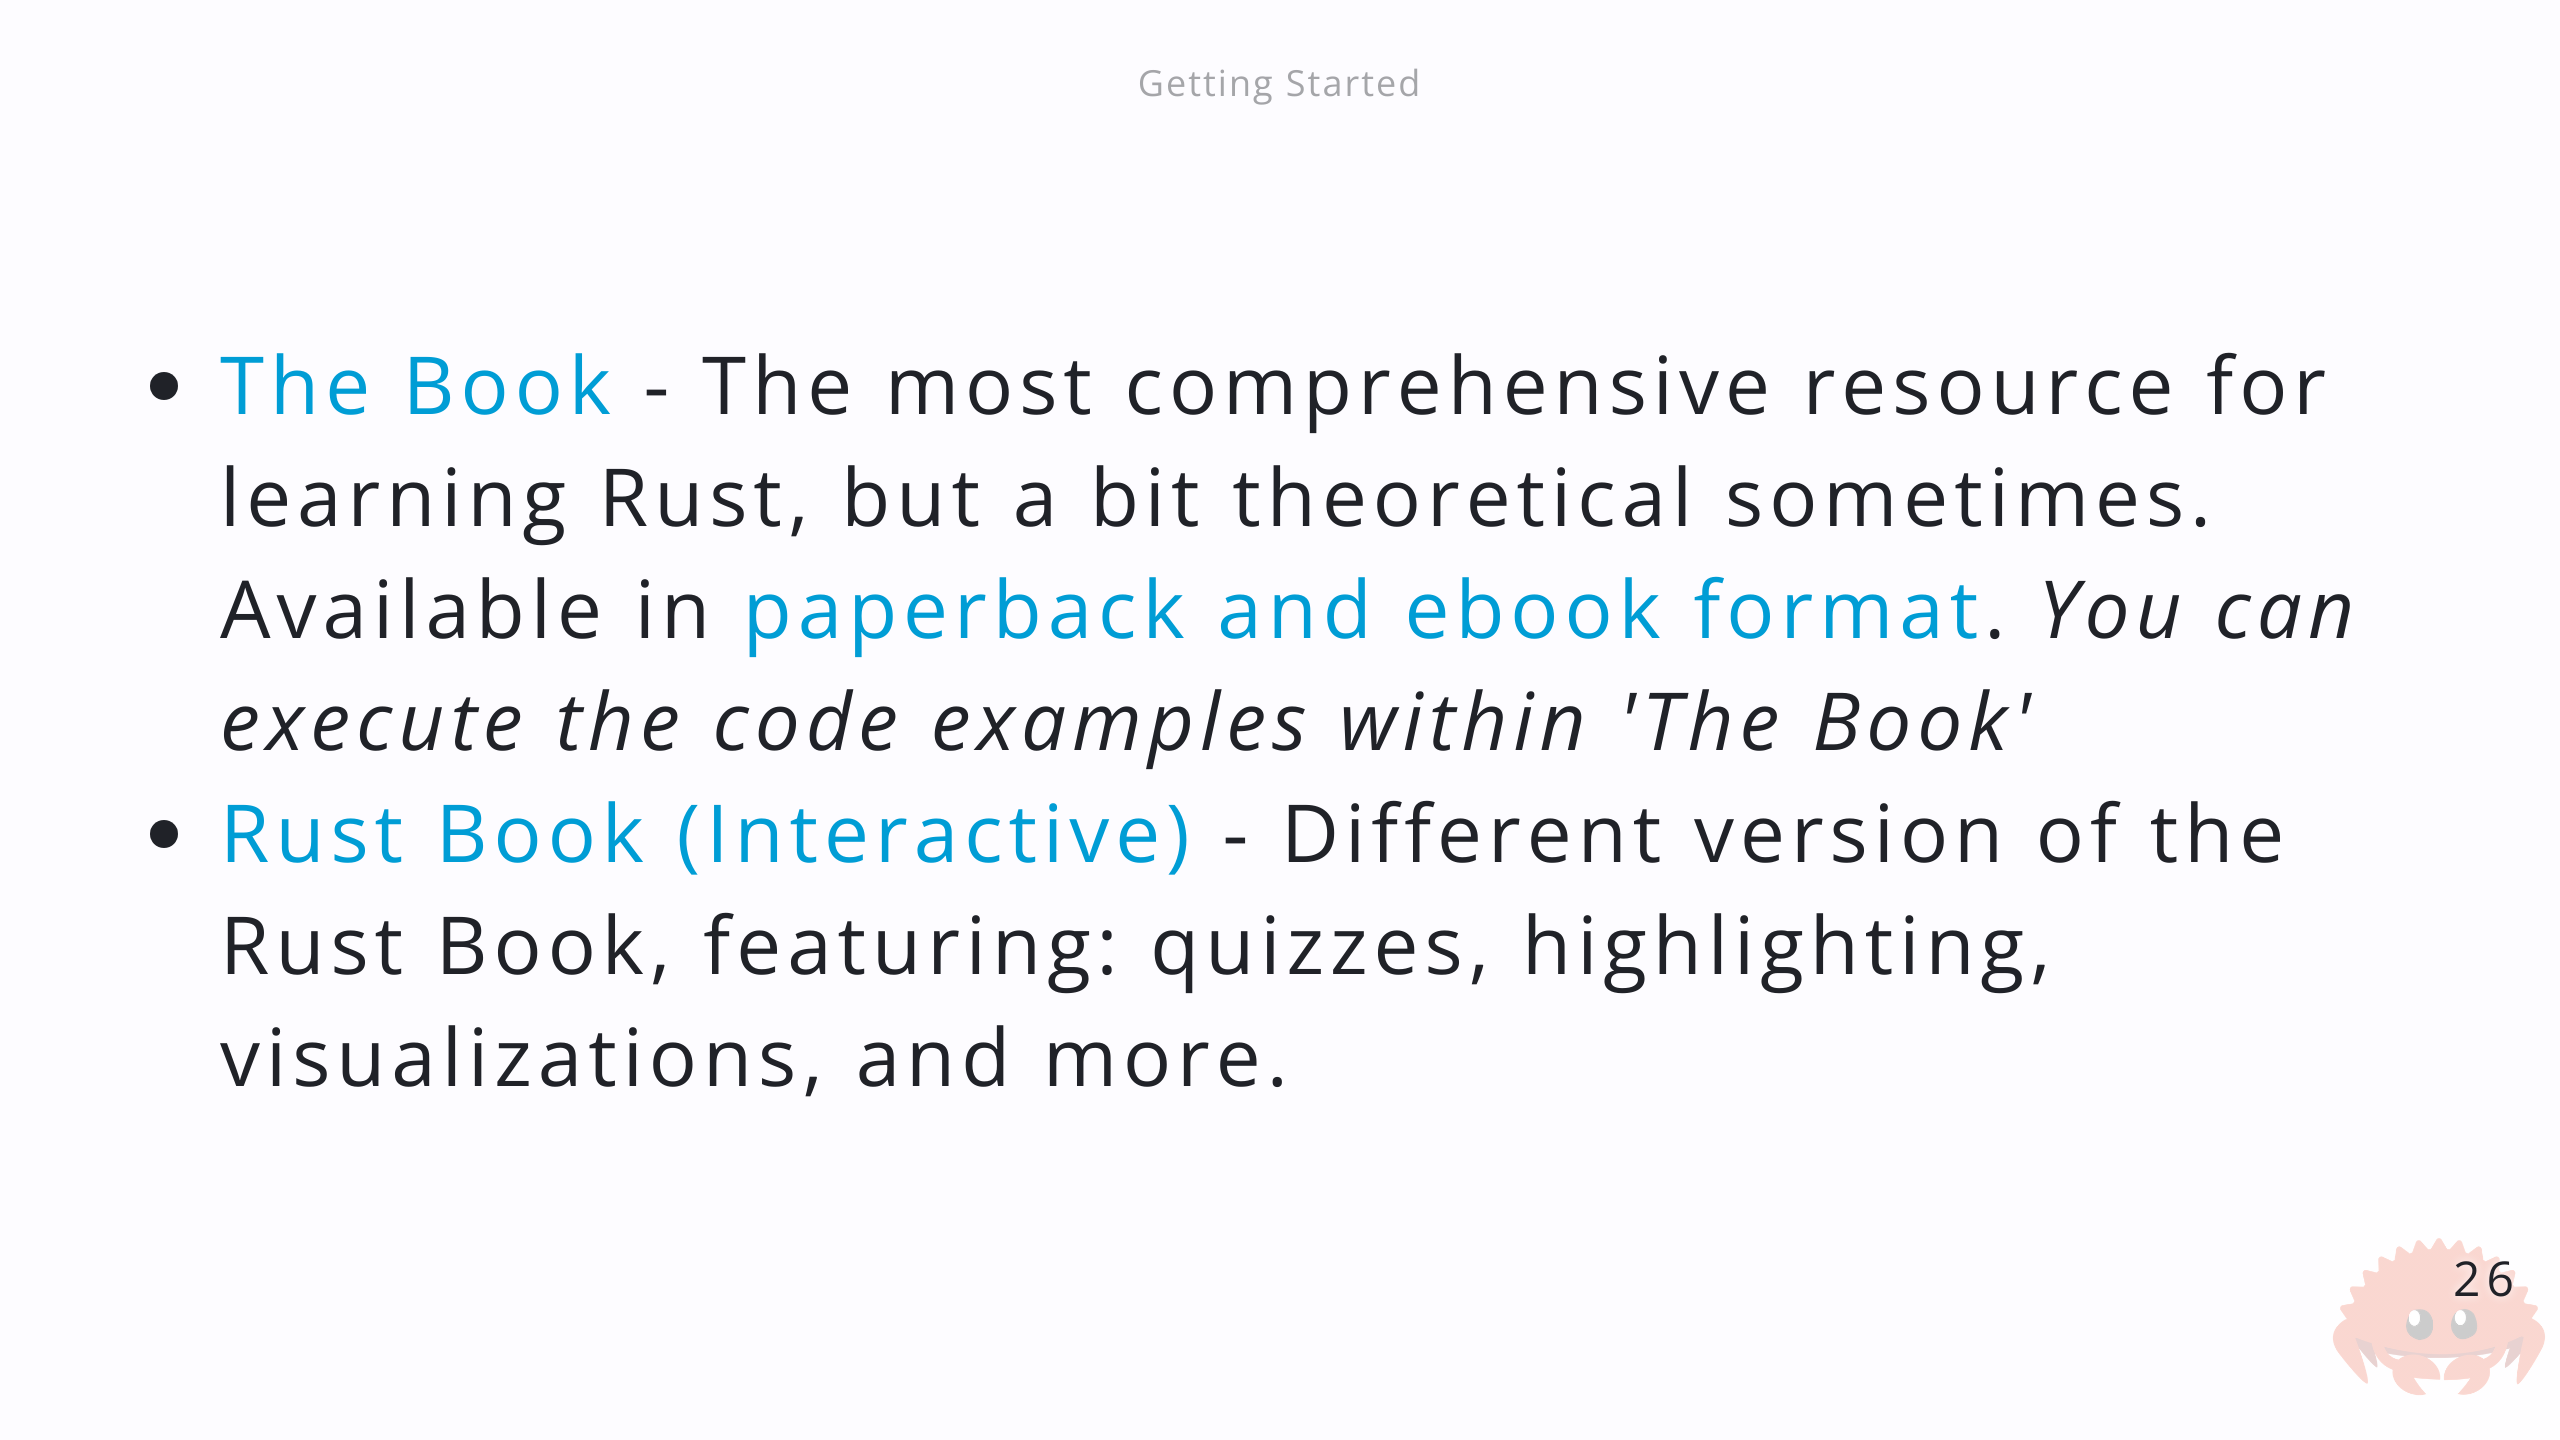 Getting Started
• The Book - The most comprehensive resource for
learning Rust, but a bit theoretical sometimes.
Available in paperback and ebook format. You can
execute the code examples within 'The Book'
• Rust Book (Interactive) - Different version of the
Rust Book, featuring: quizzes, highlighting,
visualizations, and more.
26